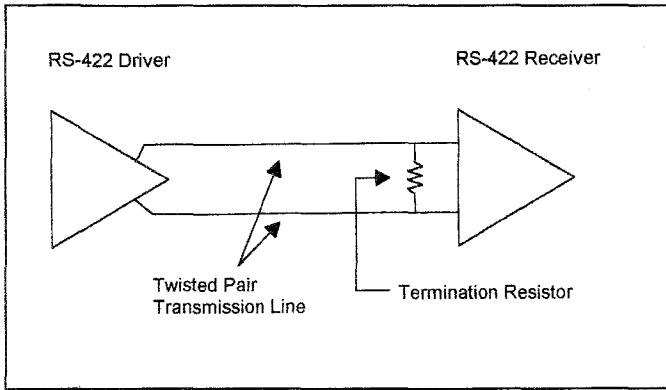 RS-422 Driver
RS-422 Receiver
Twisted Pair
Transmission Line
Termination Resistor